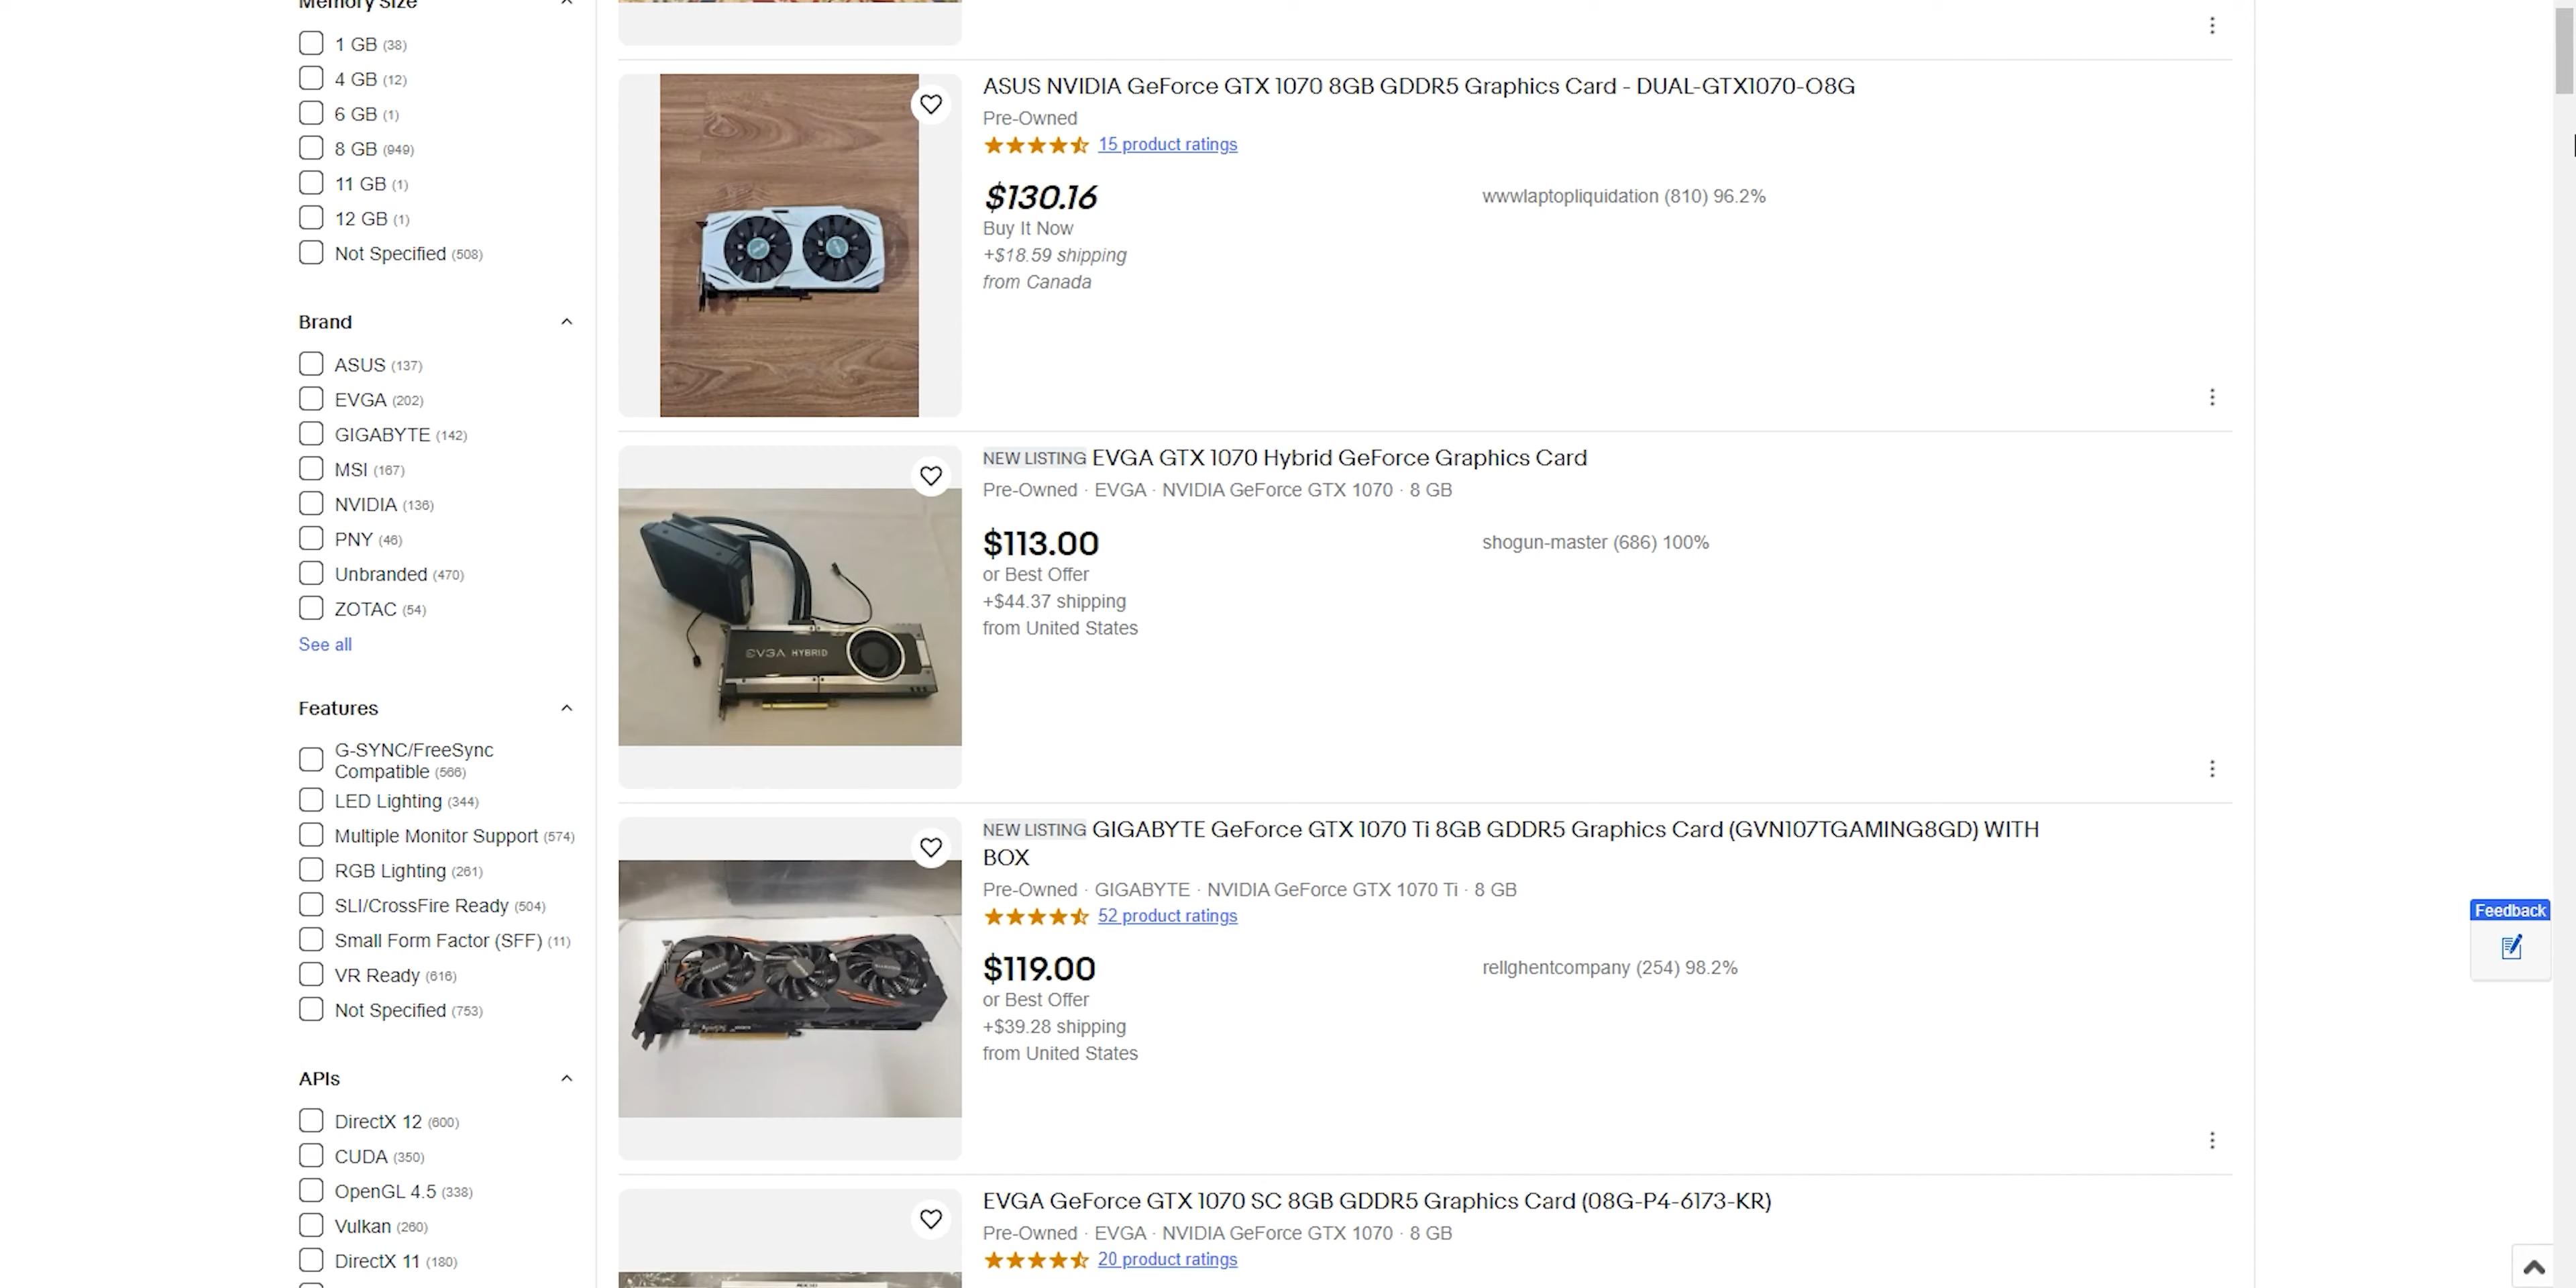 Memory Size
1 GB (38)
4 GB (12)
6 GB (1)
8 GB (949)
11 GB (1)
12 GB (1)
Not Specified (508)
Brand
ASUS (137)
EVGA (202)
GIGABYTE (142)
MSI (167)
NVIDIA (136)
PNY (46)
Unbranded (470)
ZOTAC (54)
See all
Features
G-SYNC/FreeSync
Compatible (566)
LED Lighting (344)
Multiple Monitor Support (574)
RGB Lighting (261)
SLI/CrossFire Ready (504)
Small Form Factor (SFF) (11)
VR Ready (616)
Not Specified (753)
APIs
DirectX 12 (600)
CUDA (350)
OpenGL 4.5 (338)
Vulkan (260)
DirectX 11 (180)
ASUS NVIDIA GeForce GTX 1070 8GB GDDR5 Graphics Card - DUAL-GTX1070-O8G
Pre-Owned
15 product ratings
$130.16
wwwlaptopliquidation (810) 96.2%
Buy It Now
+$18.59 shipping
from Canada
NEW LISTING EVGA GTX 1070 Hybrid GeForce Graphics Card
Pre-Owned · EVGA · NVIDIA GeForce GTX 1070 · 8 GB
$113.00
shogun-master (686) 100%
or Best Offer
+$44.37 shipping
from United States
EVGA HYBRID
NEW LISTING GIGABYTE GeForce GTX 1070 Ti 8GB GDDR5 Graphics Card (GVN107TGAMING8GD) WITH
BOX
Pre-Owned · GIGABYTE · NVIDIA GeForce GTX 1070 Ti · 8 GB
52 product ratings
$119.00
rellghentcompany (254) 98.2%
or Best Offer
+$39.28 shipping
from United States
EVGA GeForce GTX 1070 SC 8GB GDDR5 Graphics Card (08G-P4-6173-KR)
Pre-Owned · EVGA · NVIDIA GeForce GTX 1070 · 8 GB
20 product ratings
Feedback